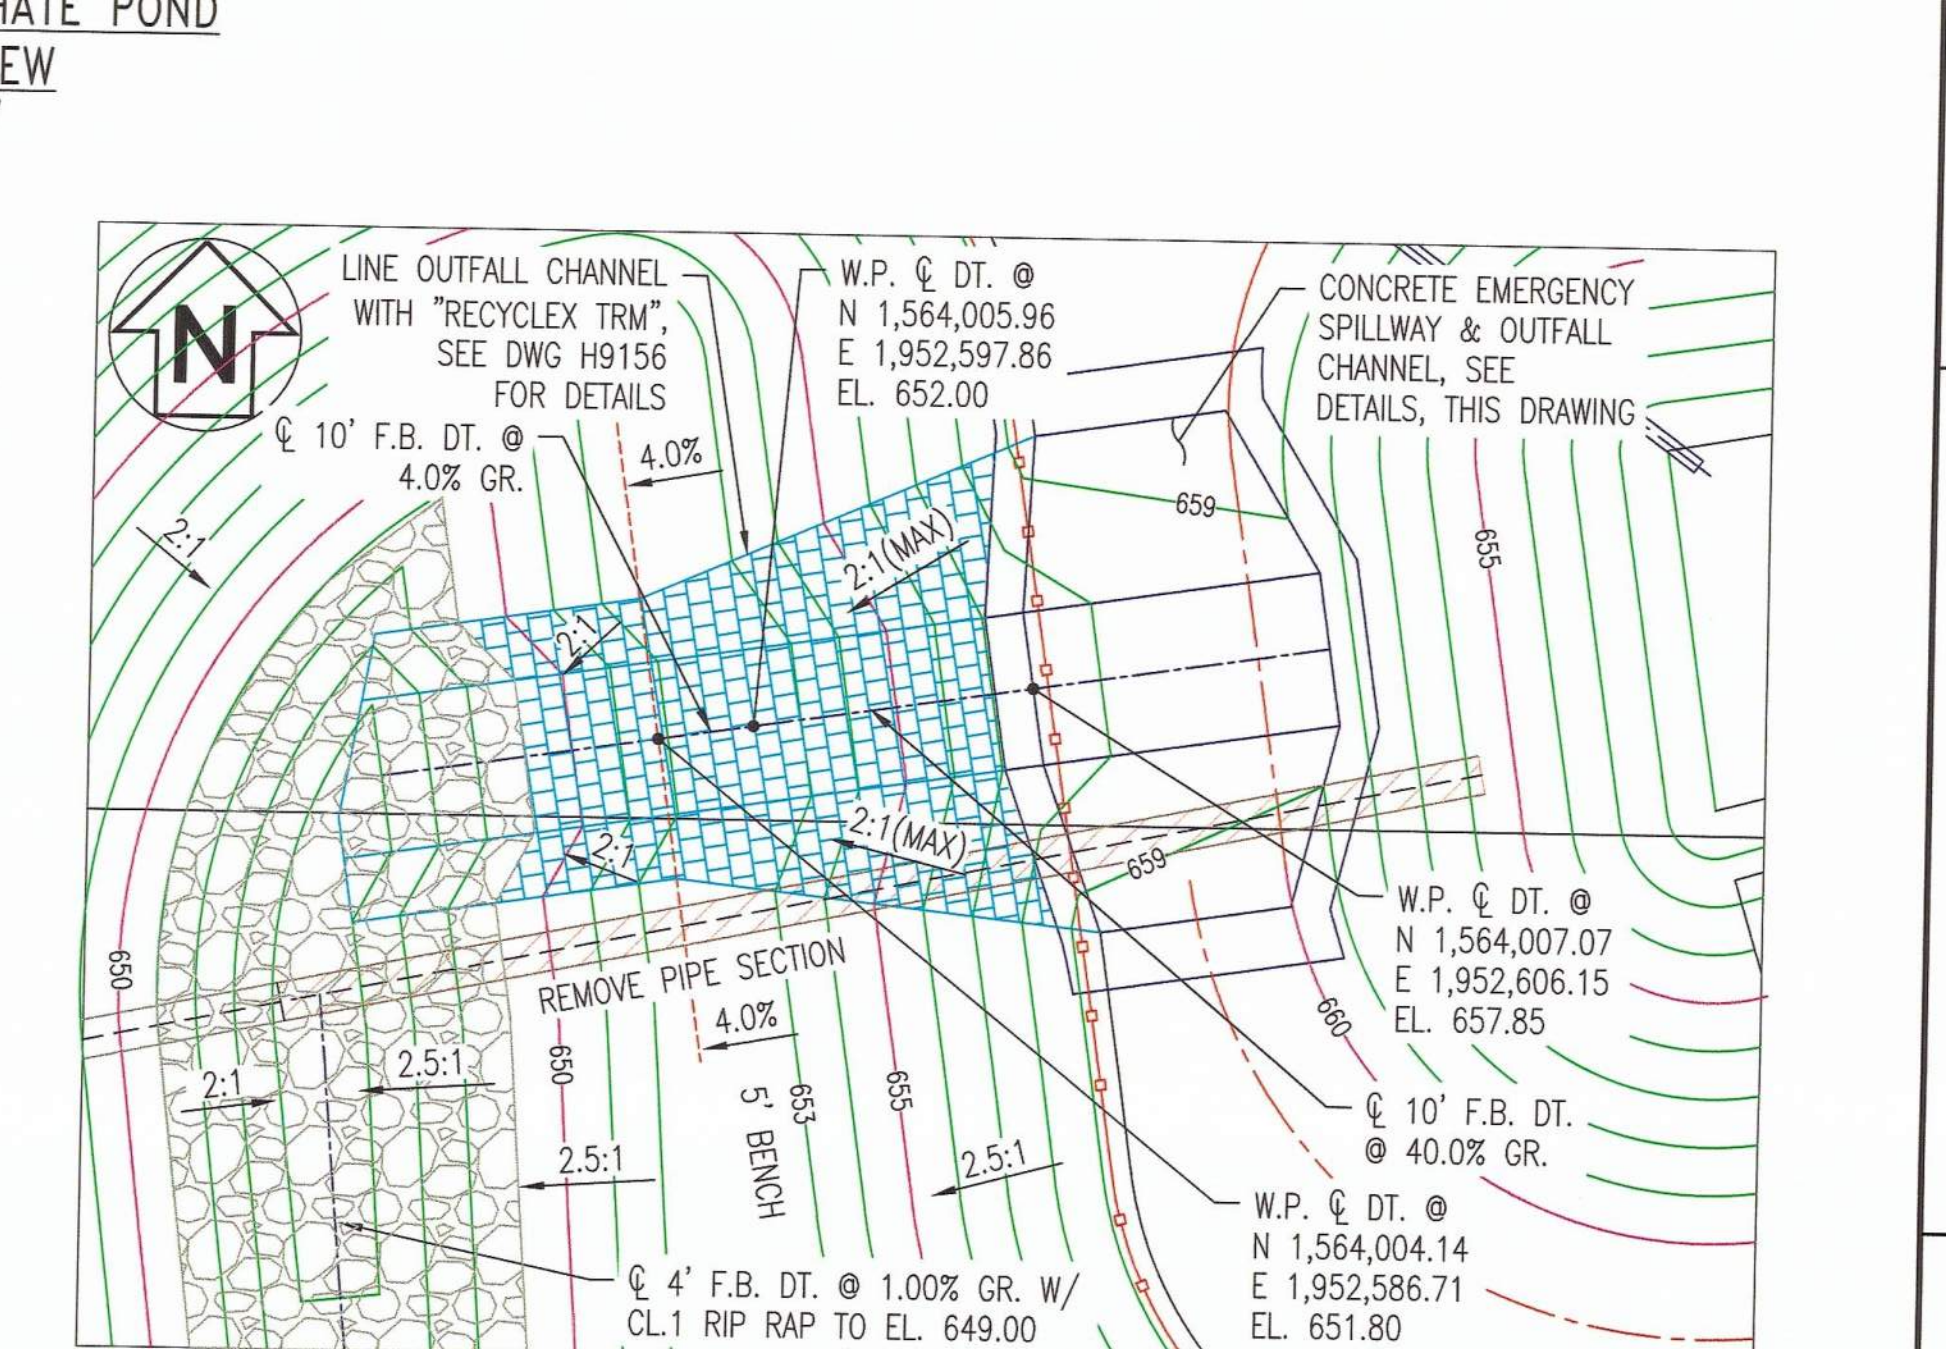 POND
EW
N
LINE OUTFALL CHANNEL
WITH "RECYCLEX TRM",
SEE DWG H9156
FOR DETAILS
℄ 10' F.B. DT. @
4.0% GR.
W.P. ℄ DT. @
N 1,564,005.96
E 1,952,597.86
EL. 652.00
CONCRETE EMERGENCY
SPILLWAY & OUTFALL
CHANNEL, SEE
DETAILS, THIS DRAWING
4.0%
659
2:1
2:1(MAX)
655
2:1
2:1(MAX)
2:1
659
W.P. ℄ DT. @
N 1,564,007.07
E 1,952,606.15
EL. 657.85
650
REMOVE PIPE SECTION
4.0%
660
2:1
2.5:1
650
5' BENCH
653
655
2.5:1
2.5:1
℄ 10' F.B. DT.
@ 40.0% GR.
W.P. ℄ DT. @
N 1,564,004.14
E 1,952,586.71
EL. 651.80
℄ 4' F.B. DT. @ 1.00% GR. W/
CL.1 RIP RAP TO EL. 649.00